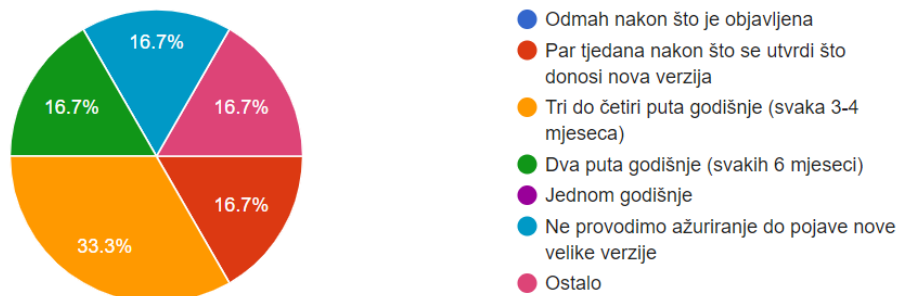 16.7%
16.7%
16.7%
16.7%
33.3%
Odmah nakon što je objavljena
Par tjedana nakon što se utvrdi što
donosi nova verzija
Tri do četiri puta godišnje (svaka 3-4
mjeseca)
Dva puta godišnje (svakih 6 mjeseci)
Jednom godišnje
Ne provodimo ažuriranje do pojave nove
velike verzije
Ostalo